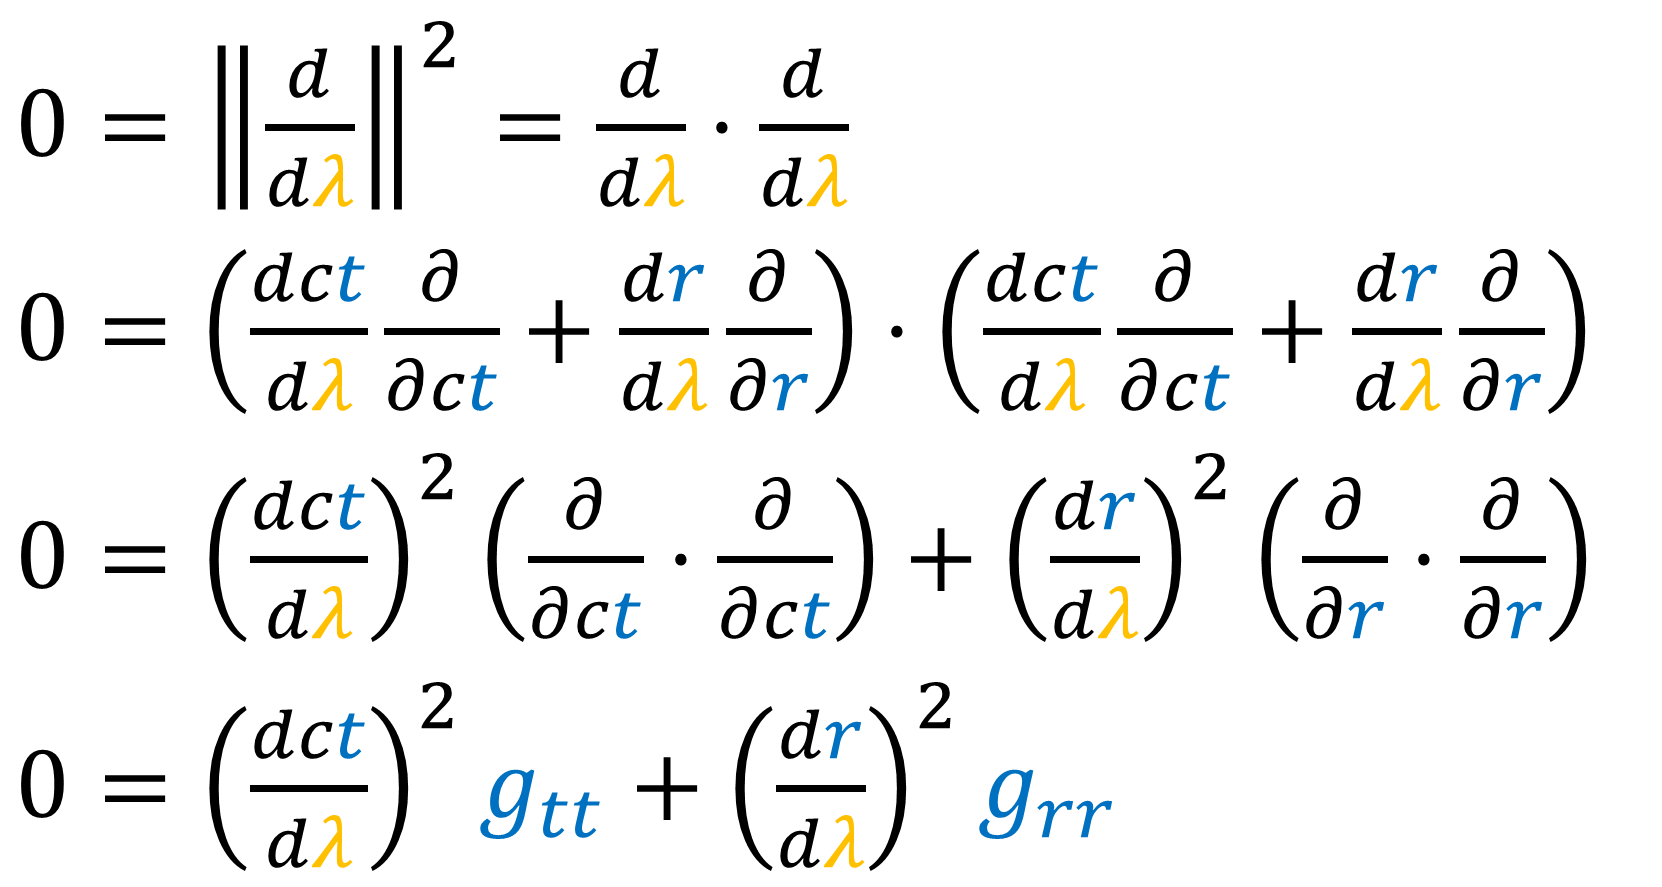 0 = ‖d/dλ‖² = d/dλ · d/dλ
0 = (dct/dλ ∂/∂ct + dr/dλ ∂/∂r) · (dct/dλ ∂/∂ct + dr/dλ ∂/∂r)
0 = (dct/dλ)² (∂/∂ct · ∂/∂ct) + (dr/dλ)² (∂/∂r · ∂/∂r)
0 = (dct/dλ)² g_tt + (dr/dλ)² g_rr